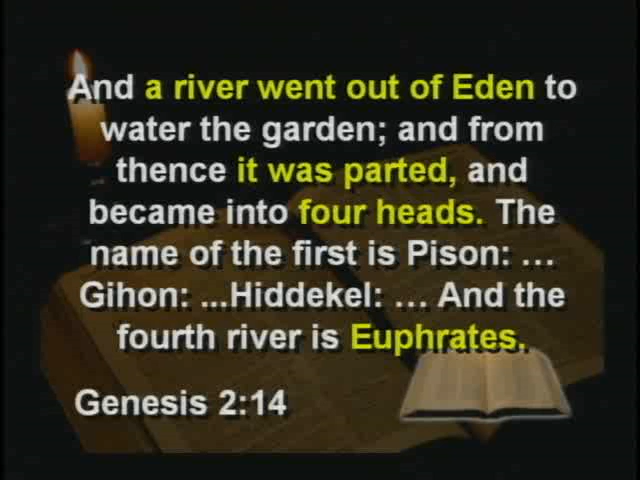 And a river went out of Eden to
water the garden; and from
thence it was parted, and
became into four heads. The
name of the first is Pison: …
Gihon: ...Hiddekel: … And the
fourth river is Euphrates.
Genesis 2:14